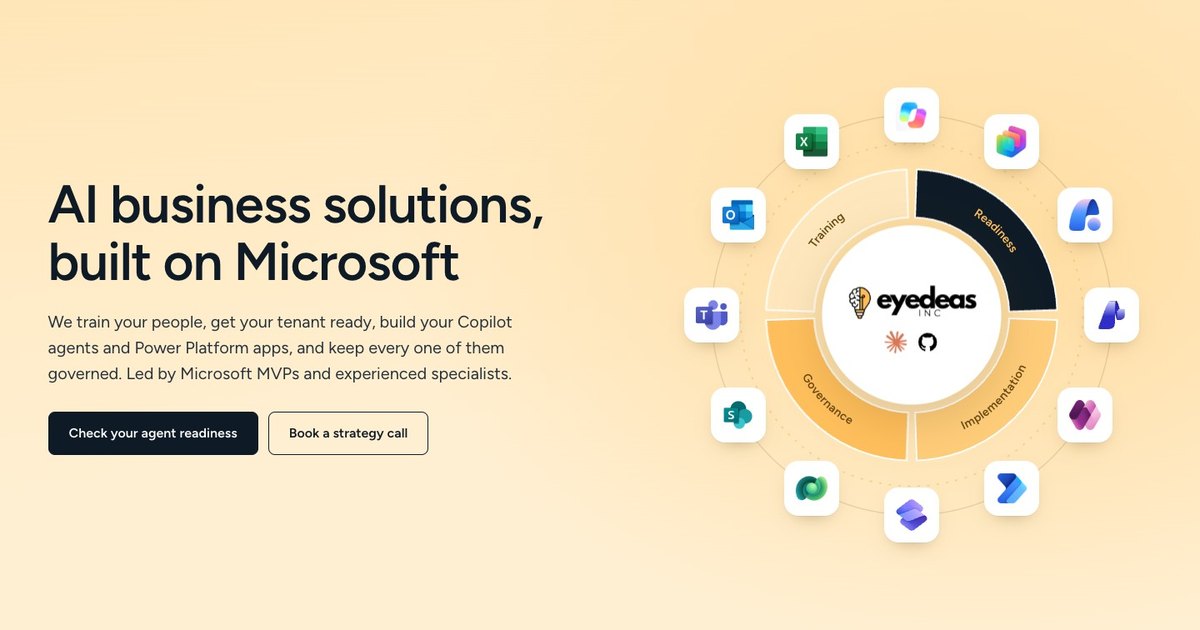 AI business solutions,
built on Microsoft
We train your people, get your tenant ready, build your Copilot
agents and Power Platform apps, and keep every one of them
governed. Led by Microsoft MVPs and experienced specialists.
Check your agent readiness
Book a strategy call
Training
Readiness
eyedeas
INC
Governance
Implementation
X
O
T
S